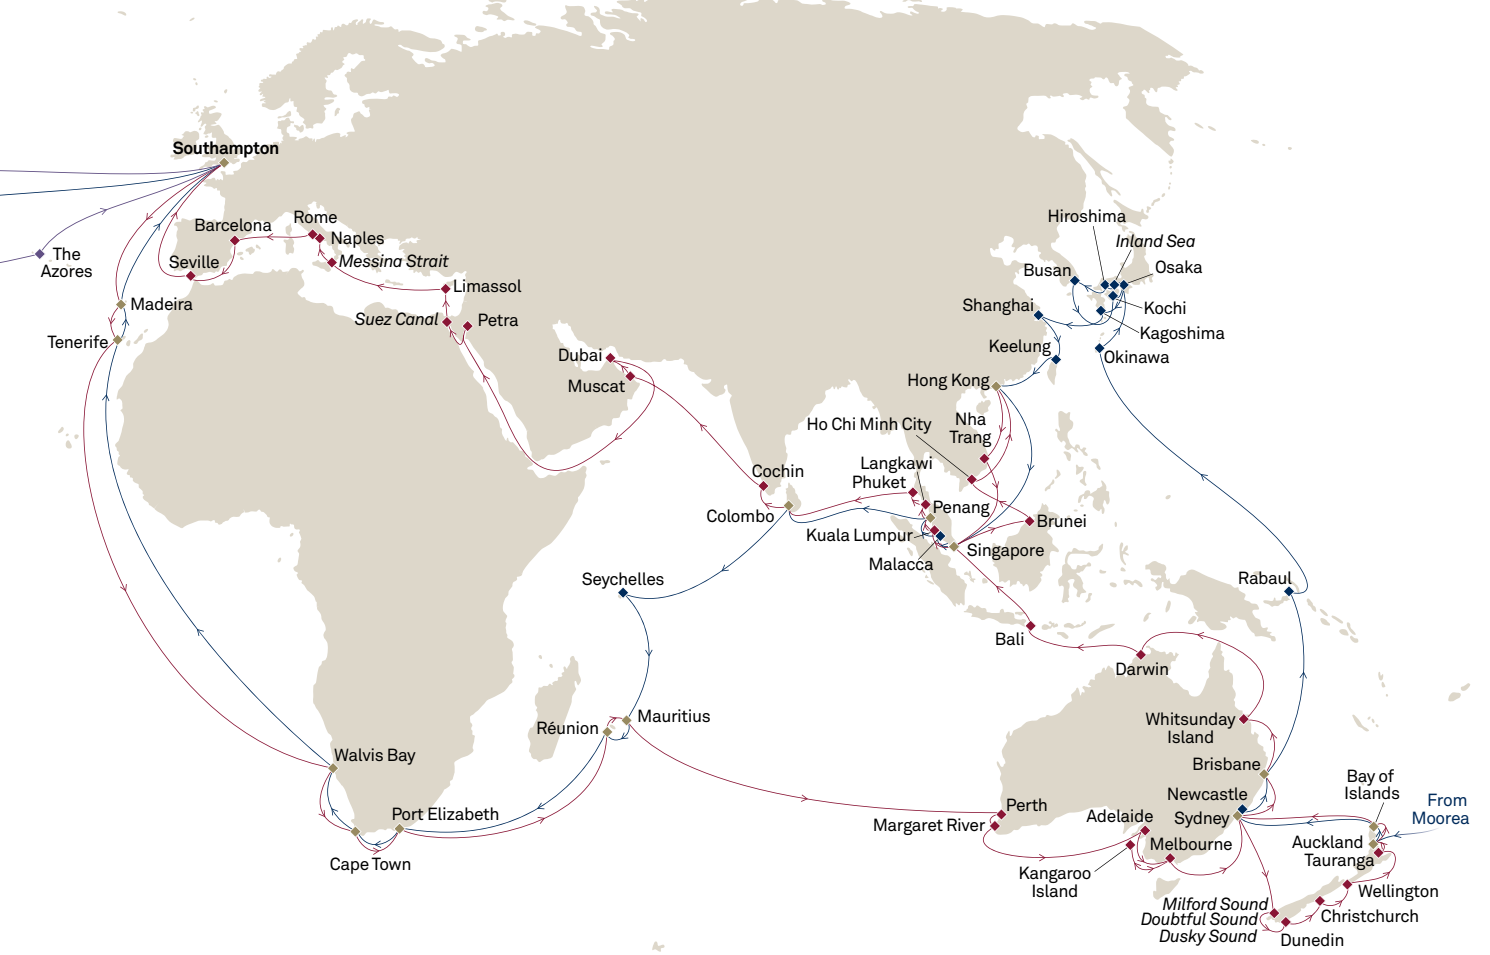 Southampton
The
Azores
Barcelona
Rome
Naples
Messina Strait
Seville
Madeira
Tenerife
Limassol
Suez Canal
Petra
Dubai
Muscat
Hiroshima
Inland Sea
Osaka
Busan
Shanghai
Kochi
Kagoshima
Keelung
Okinawa
Hong Kong
Nha
Trang
Ho Chi Minh City
Langkawi
Phuket
Penang
Cochin
Colombo
Kuala Lumpur
Malacca
Brunei
Singapore
Seychelles
Rabaul
Bali
Darwin
Mauritius
Réunion
Whitsunday
Island
Walvis Bay
Port Elizabeth
Cape Town
Brisbane
Newcastle
Sydney
Perth
Margaret River
Adelaide
Melbourne
Kangaroo
Island
Bay of
Islands
From
Moorea
Auckland
Tauranga
Wellington
Christchurch
Milford Sound
Doubtful Sound
Dusky Sound
Dunedin